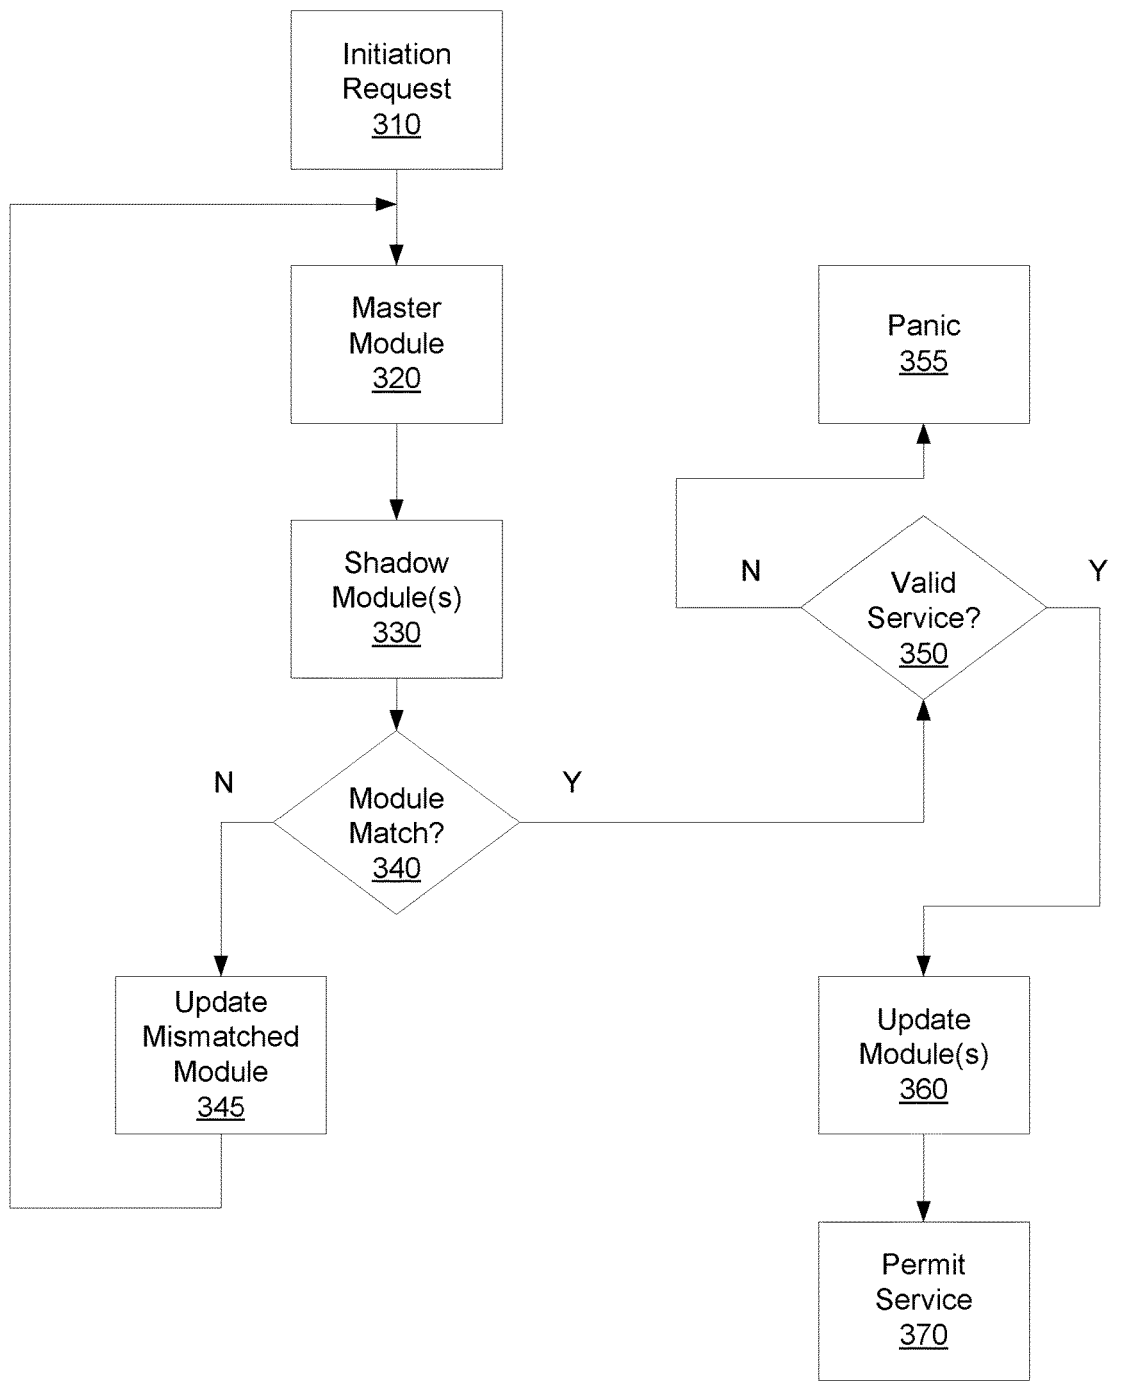 Initiation
Request
310
Master
Module
320
Shadow
Module(s)
330
Module
Match?
340
N
Y
Update
Mismatched
Module
345
Valid
Service?
350
N
Y
Panic
355
Update
Module(s)
360
Permit
Service
370